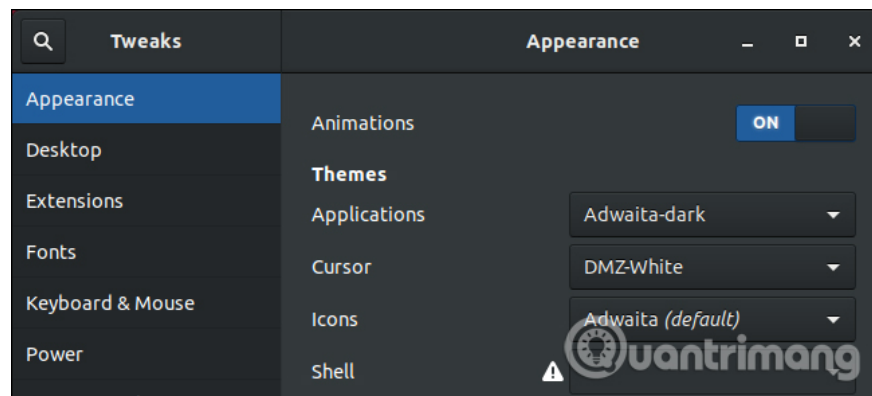 Tweaks
Appearance
Appearance
Desktop
Extensions
Fonts
Keyboard & Mouse
Power
Animations
ON
Themes
Applications
Adwaita-dark
Cursor
DMZ-White
Icons
Adwaita (default)
Shell
Quantrimang